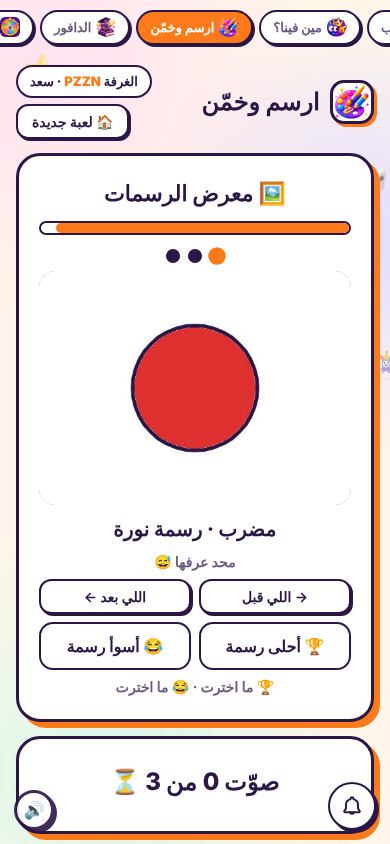 مين فينا؟
ارسم وخمّن
الدافور
ارسم وخمّن
الغرفة PZZN · سعد
🏠 لعبة جديدة
🖼️ معرض الرسمات
مضرب · رسمة نورة
محد عرفها 😅
→ اللي قبل
اللي بعد ←
🏆 أحلى رسمة
😂 أسوأ رسمة
🏆 ما اخترت · 😂 ما اخترت
صوّت 0 من 3 ⏳